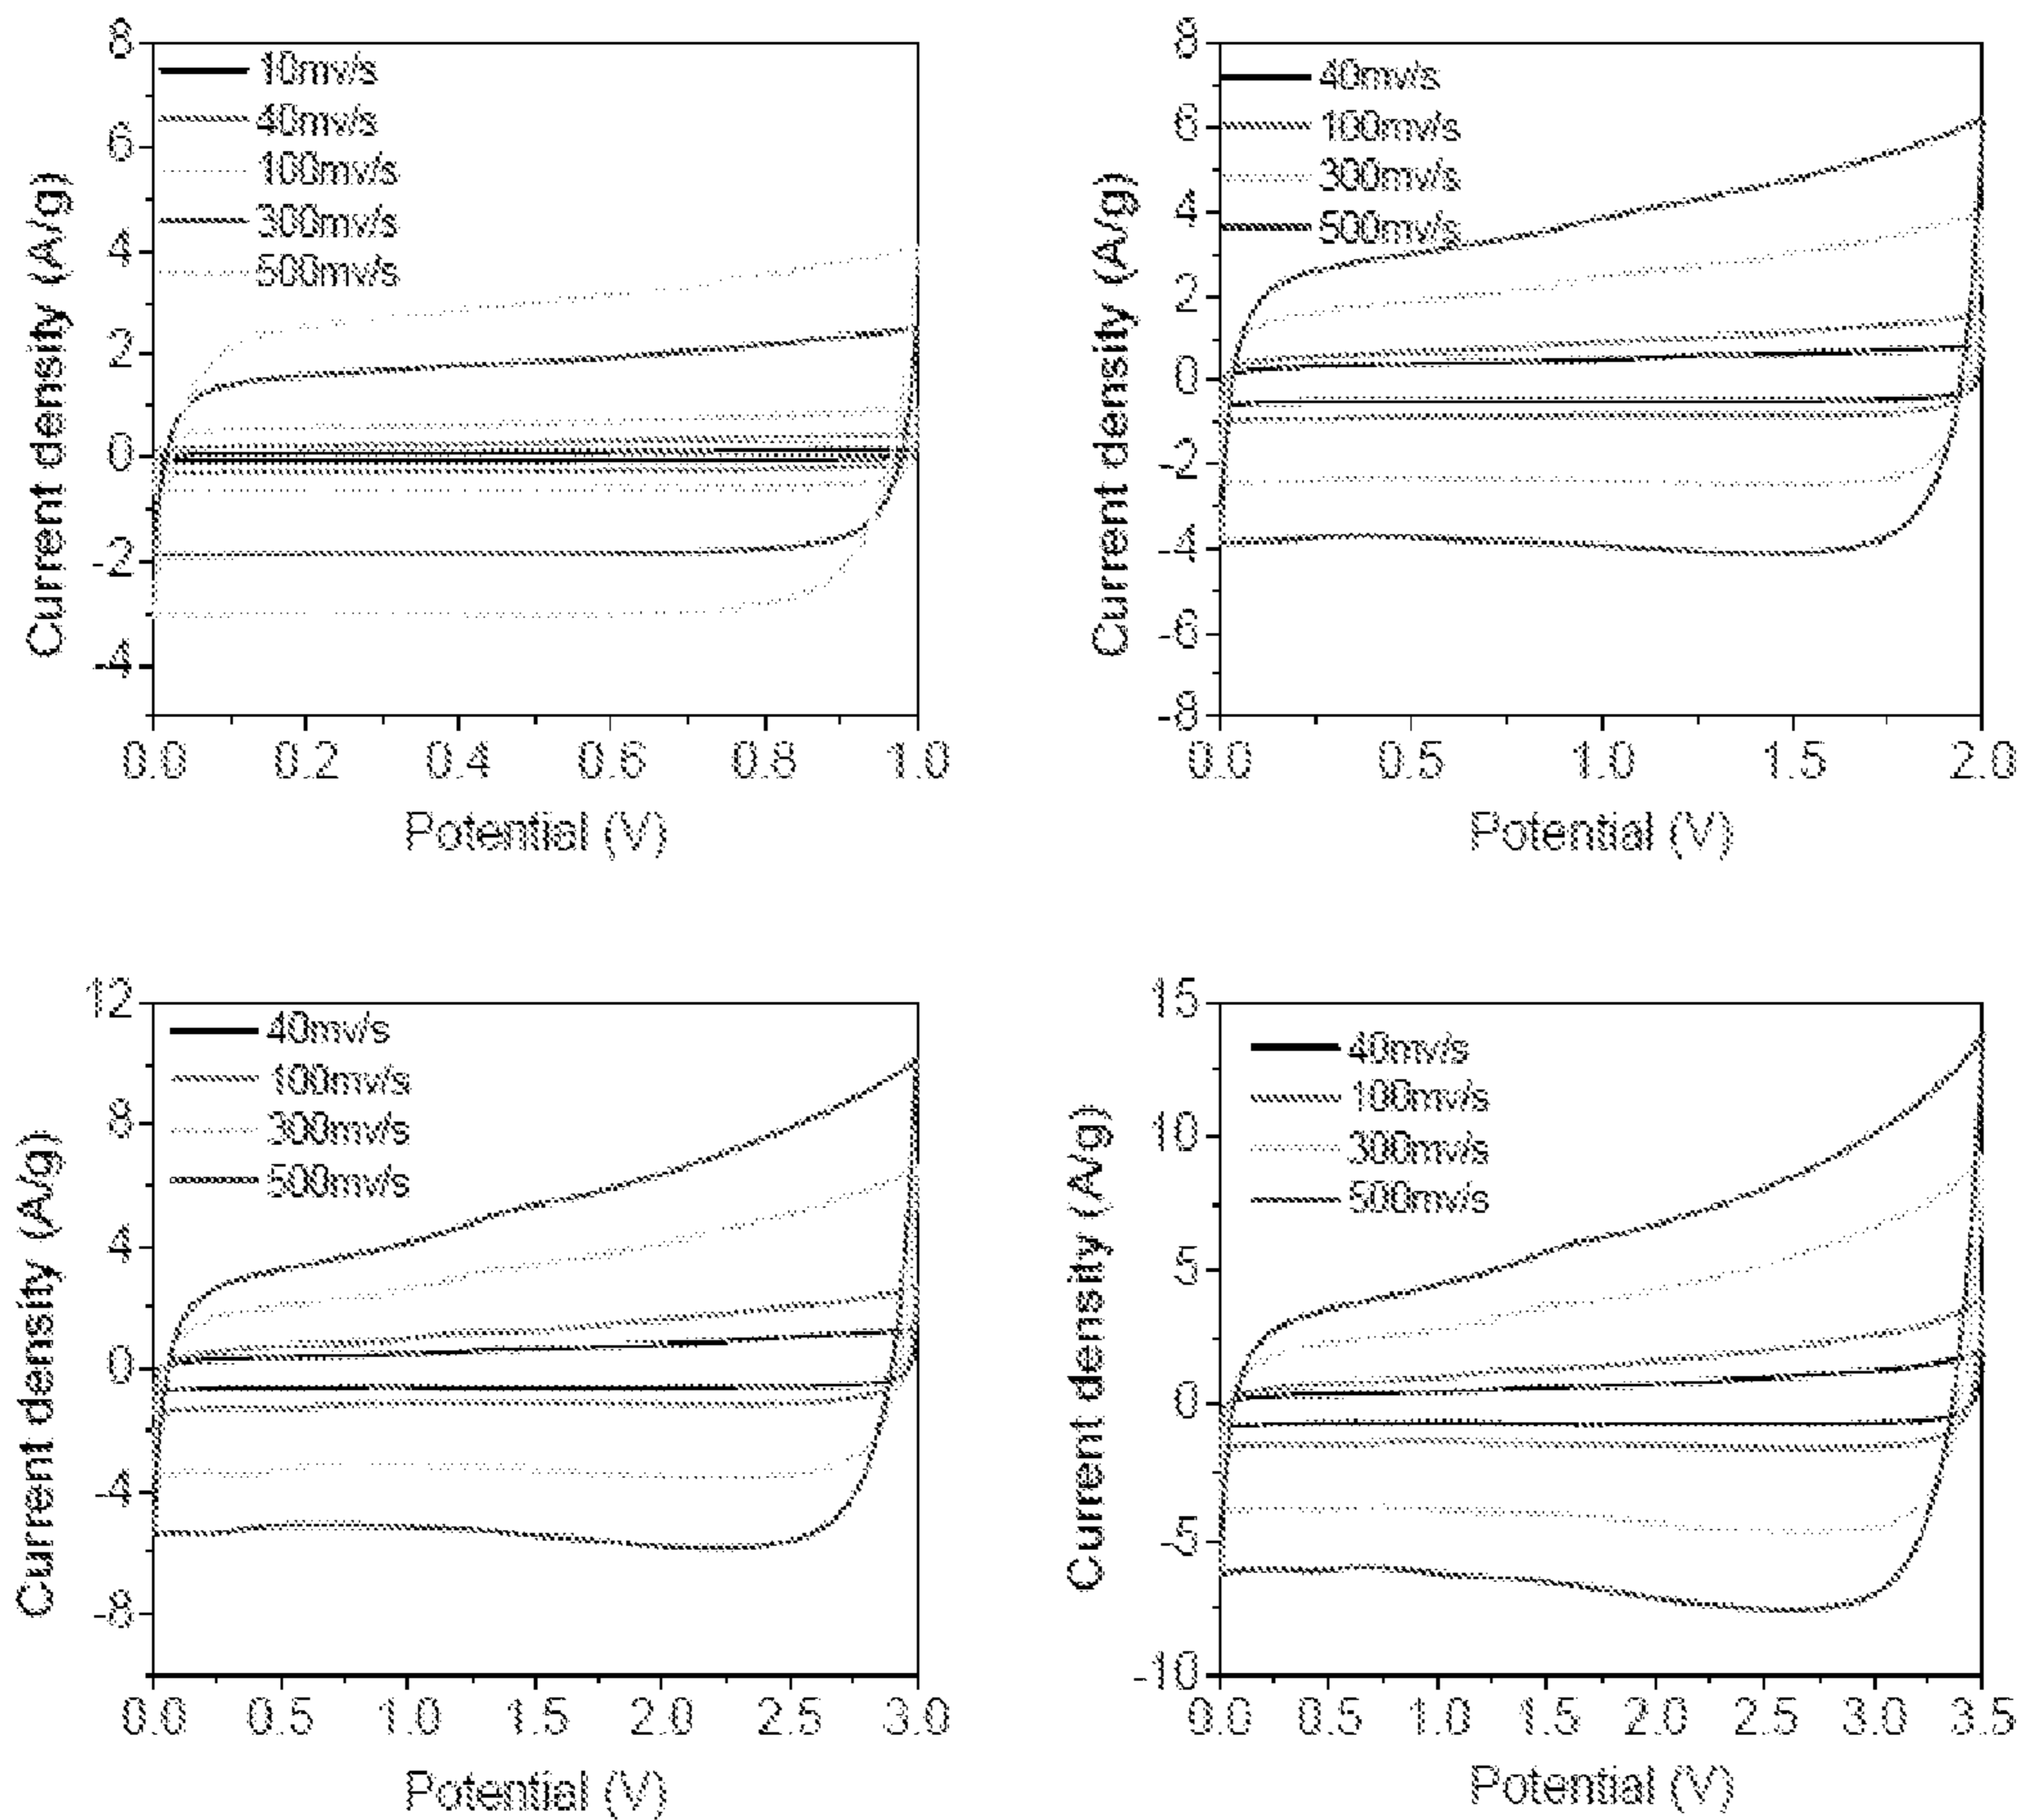 8
6
4
2
0
-2
-4
Current density (A/g)
10mv/s
40mv/s
100mv/s
300mv/s
500mv/s
0.0 0.2 0.4 0.6 0.8 1.0
Potential (V)
8
6
4
2
0
-2
-4
-6
-8
Current density (A/g)
40mv/s
100mv/s
300mv/s
500mv/s
0.0 0.5 1.0 1.5 2.0
Potential (V)
12
8
4
0
-4
-8
Current density (A/g)
40mv/s
100mv/s
300mv/s
500mv/s
0.0 0.5 1.0 1.5 2.0 2.5 3.0
Potential (V)
15
10
5
0
-5
-10
Current density (A/g)
40mv/s
100mv/s
300mv/s
500mv/s
0.0 0.5 1.0 1.5 2.0 2.5 3.0 3.5
Potential (V)